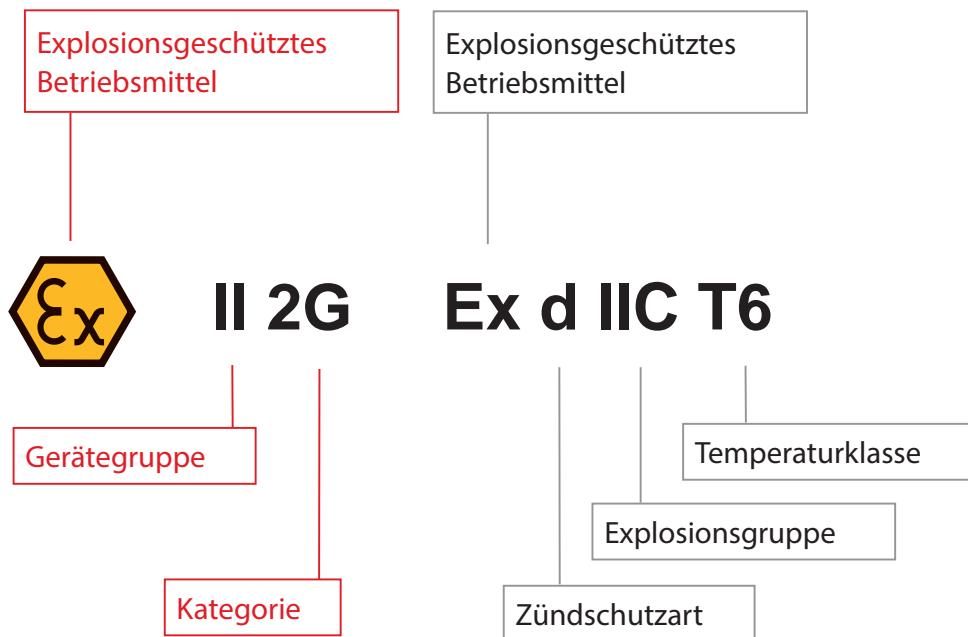 Explosionsgeschütztes
Betriebsmittel
Explosionsgeschütztes
Betriebsmittel
Ex II 2G Ex d IIC T6
Gerätegruppe
Temperaturklasse
Explosionsgruppe
Kategorie
Zündschutzart